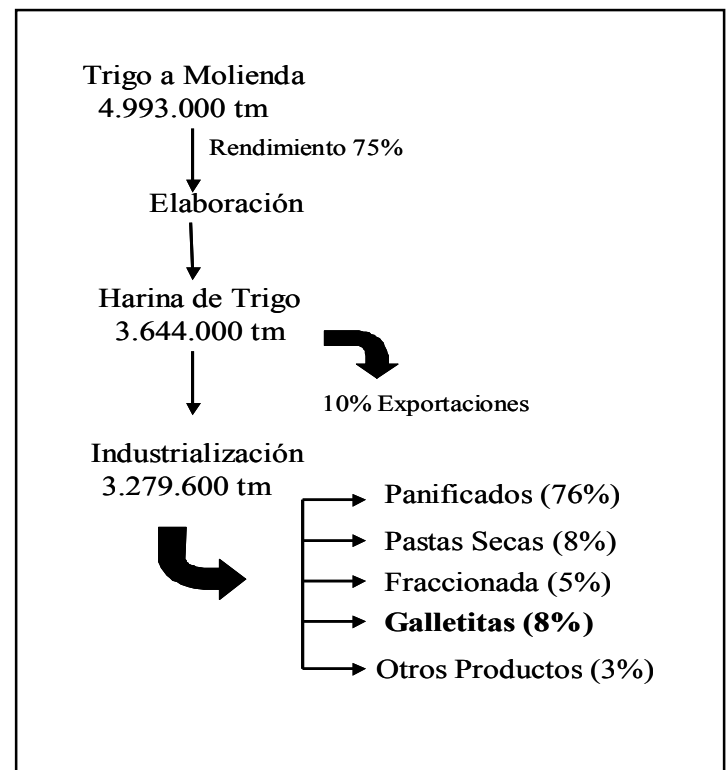 Trigo a Molienda
4.993.000 tm
Rendimiento 75%
Elaboración
Harina de Trigo
3.644.000 tm
10% Exportaciones
Industrialización
3.279.600 tm
Panificados (76%)
Pastas Secas (8%)
Fraccionada (5%)
Galletitas (8%)
Otros Productos (3%)